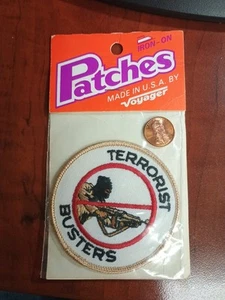 IRON-ON
Patches
MADE IN U.S.A. BY
Voyager
TERRORIST
BUSTERS